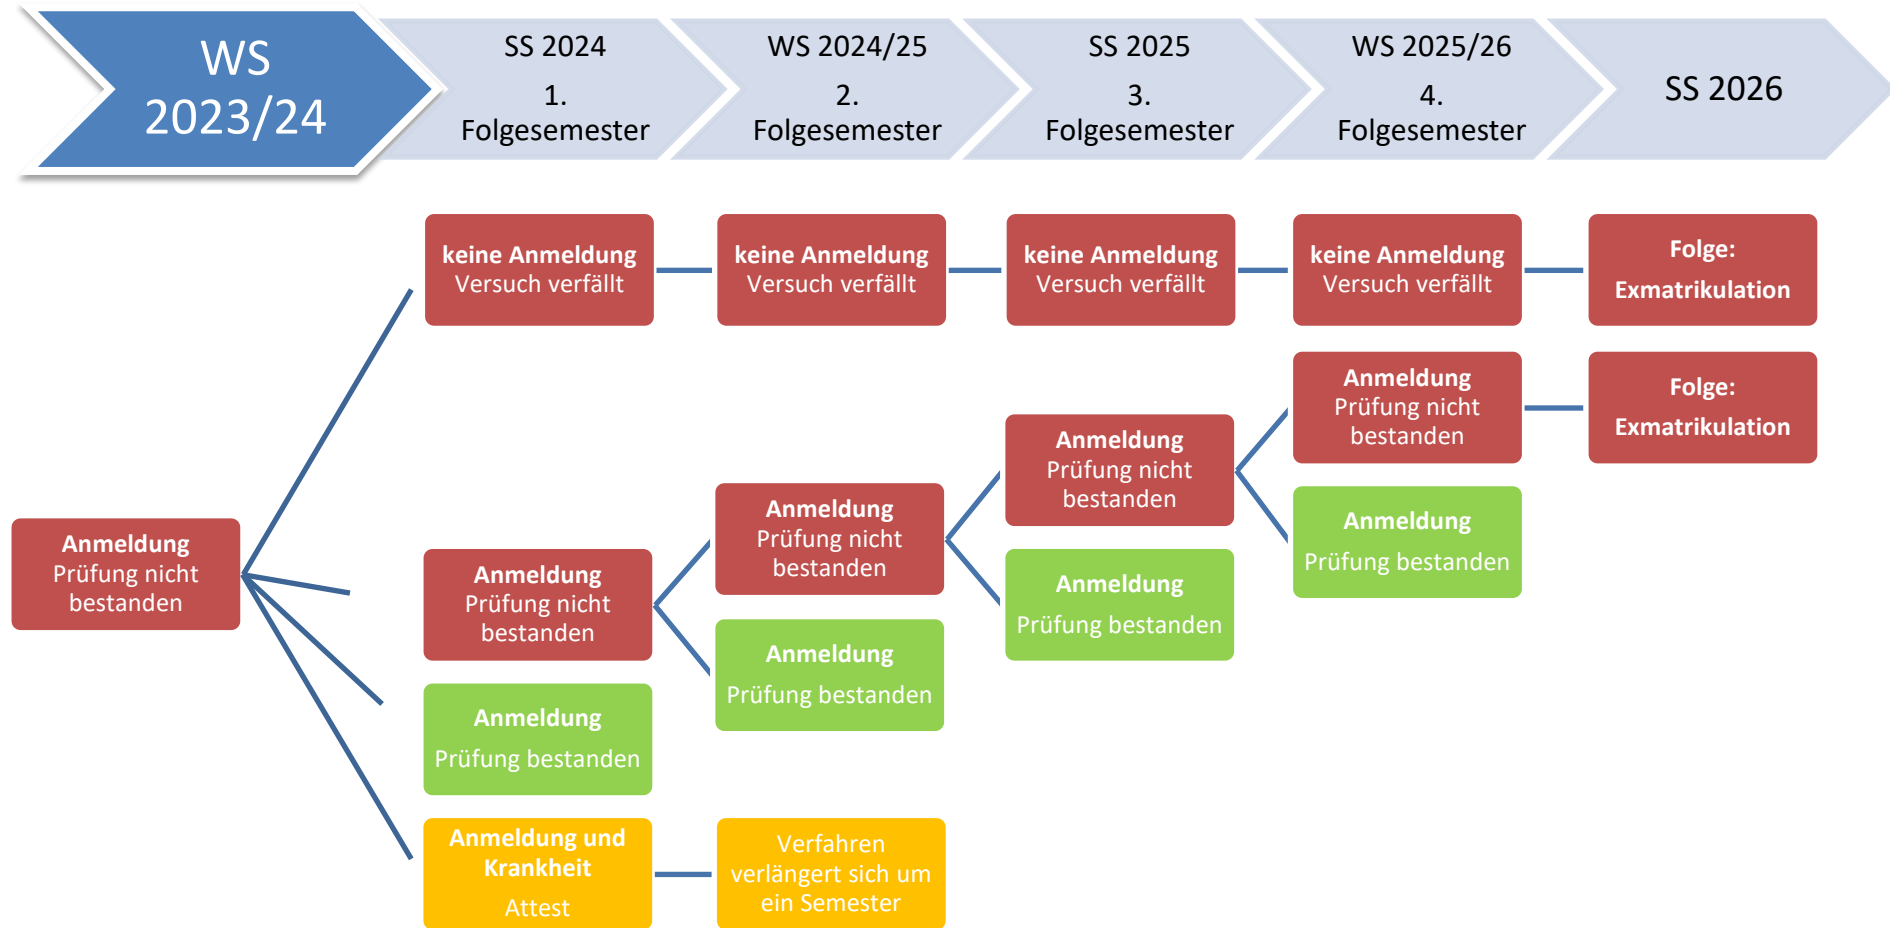 WS
2023/24
SS 2024
1.
Folgesemester
WS 2024/25
2.
Folgesemester
SS 2025
3.
Folgesemester
WS 2025/26
4.
Folgesemester
SS 2026
keine Anmeldung
Versuch verfällt
keine Anmeldung
Versuch verfällt
keine Anmeldung
Versuch verfällt
keine Anmeldung
Versuch verfällt
Folge:
Exmatrikulation
Anmeldung
Prüfung nicht
bestanden
Anmeldung
Prüfung nicht
bestanden
Anmeldung
Prüfung nicht
bestanden
Anmeldung
Prüfung nicht
bestanden
Anmeldung
Prüfung nicht
bestanden
Folge:
Exmatrikulation
Anmeldung
Prüfung bestanden
Anmeldung
Prüfung bestanden
Anmeldung
Prüfung bestanden
Anmeldung
Prüfung bestanden
Anmeldung und
Krankheit
Attest
Verfahren
verlängert sich um
ein Semester